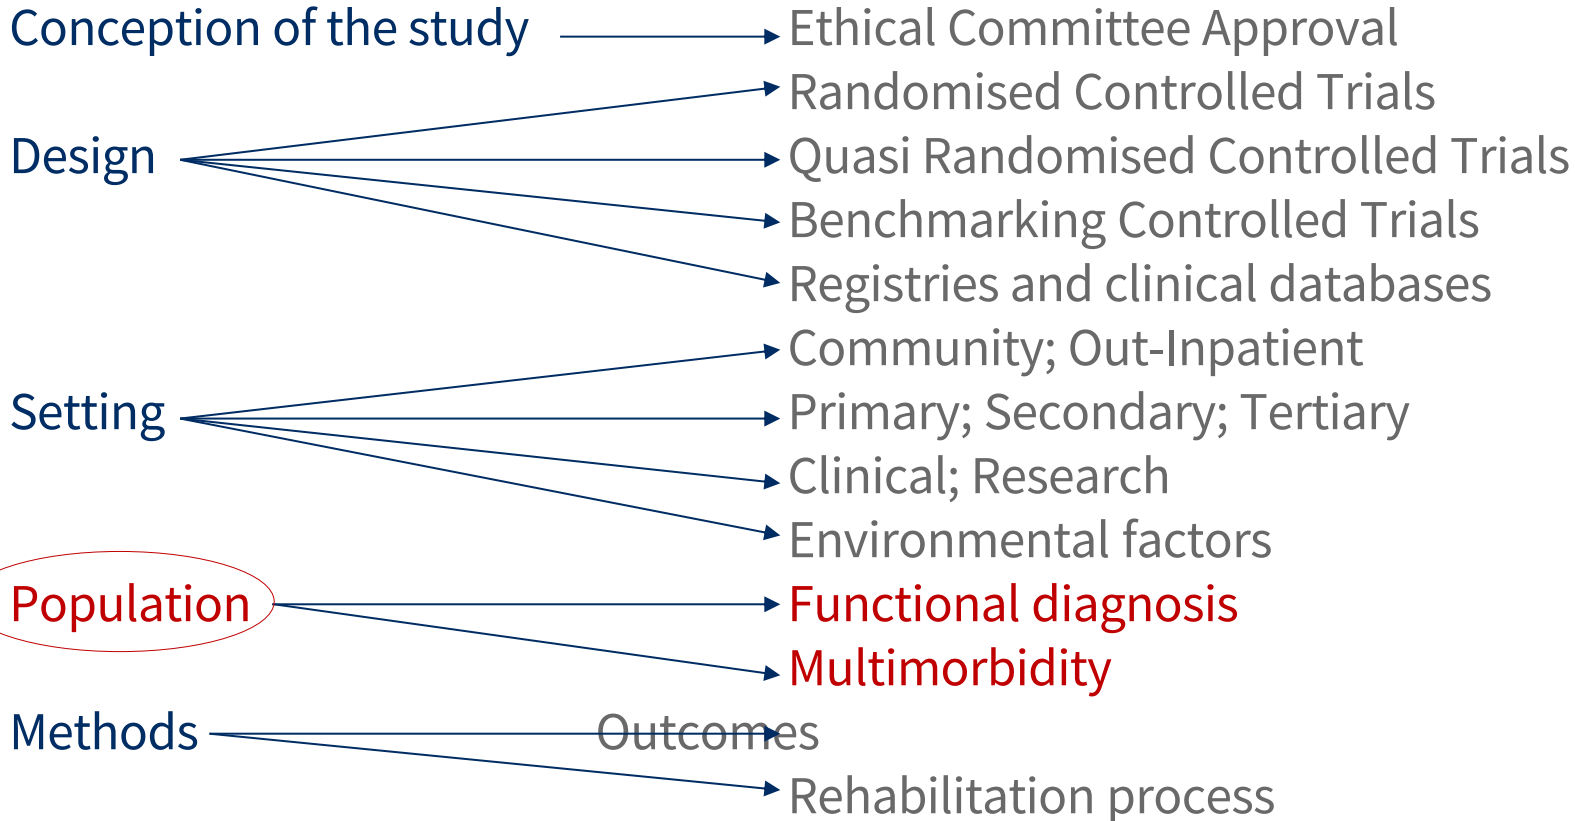 Conception of the study Ethical Committee Approval
Randomised Controlled Trials
Design Quasi Randomised Controlled Trials
Benchmarking Controlled Trials
Registries and clinical databases
Community; Out-Inpatient
Setting Primary; Secondary; Tertiary
Clinical; Research
Environmental factors
Population Functional diagnosis
Multimorbidity
Methods Outcomes
Rehabilitation process